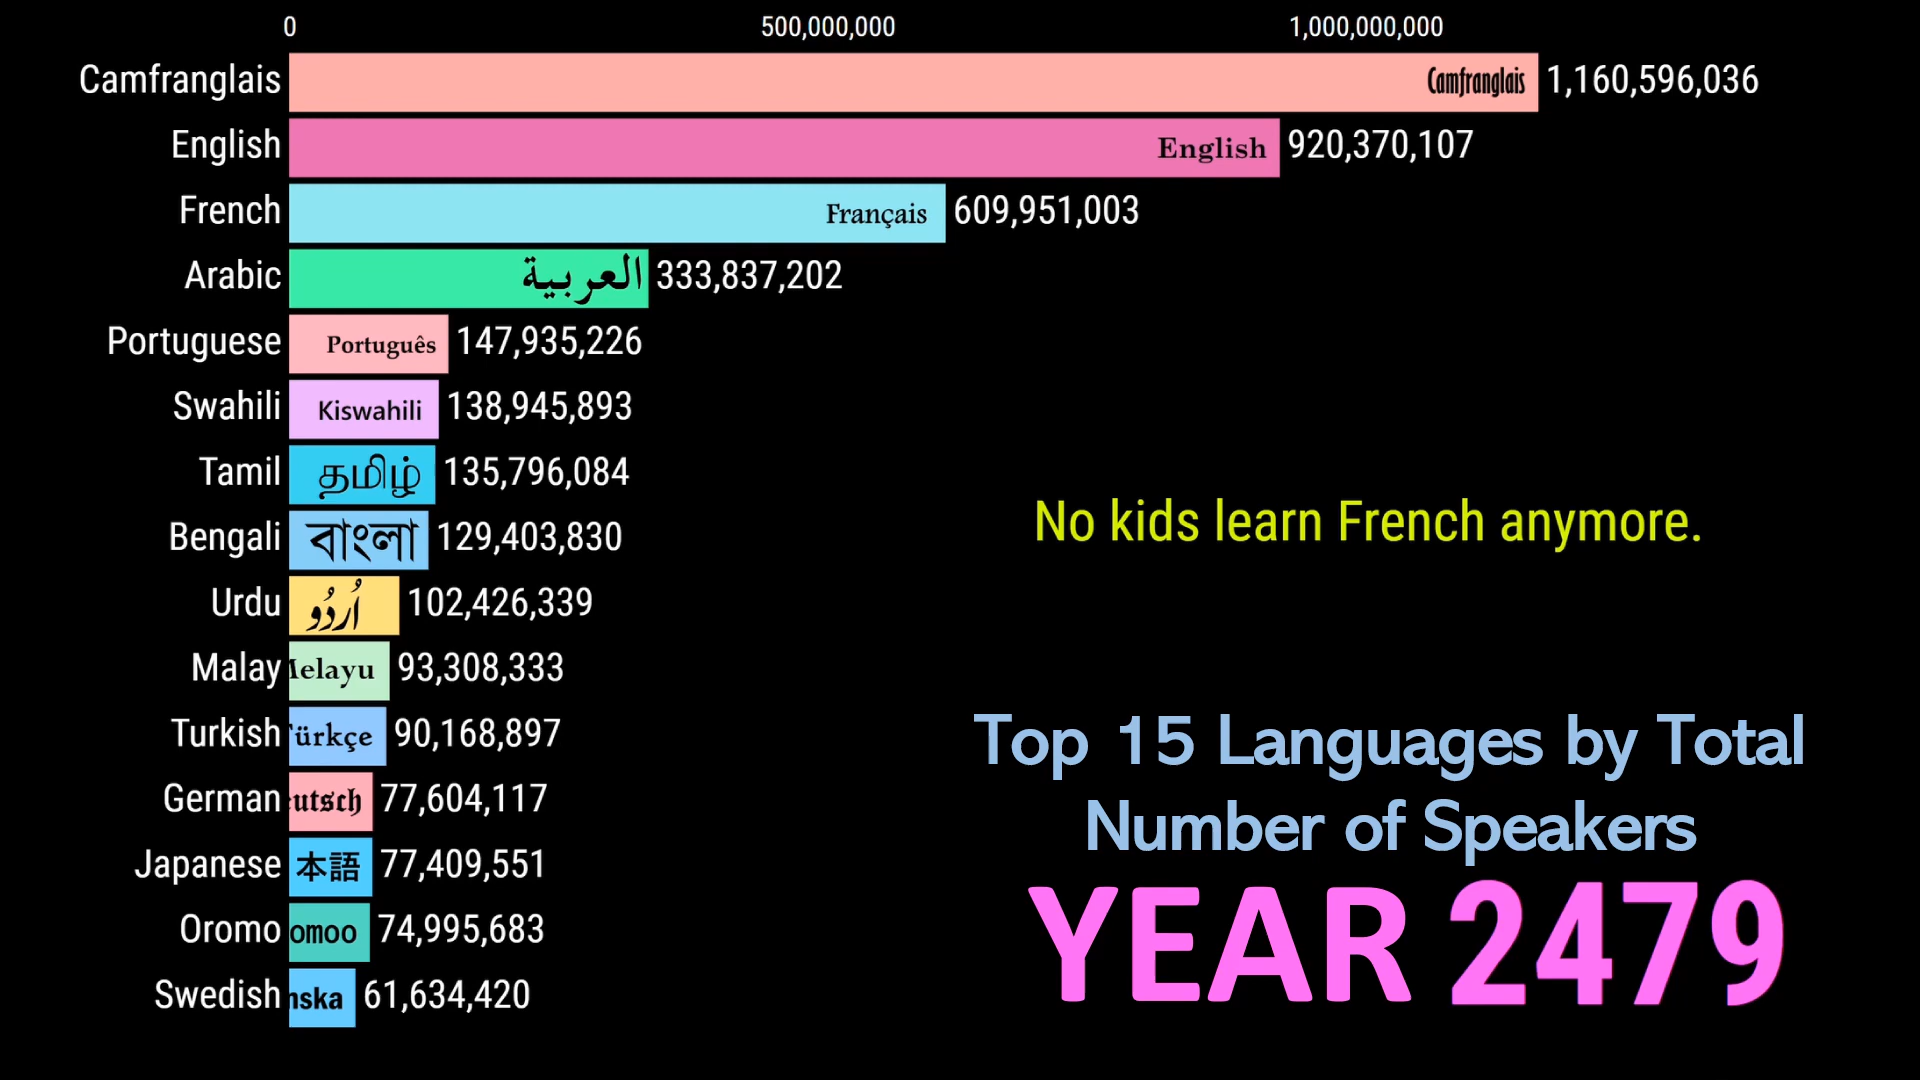 0 500,000,000 1,000,000,000
Camfranglais Camfranglais 1,160,596,036
English English 920,370,107
French Français 609,951,003
Arabic العربية 333,837,202
Portuguese Português 147,935,226
Swahili Kiswahili 138,945,893
Tamil தமிழ் 135,796,084
Bengali বাংলা 129,403,830
Urdu اُردُو 102,426,339
Malay Melayu 93,308,333
Turkish Türkçe 90,168,897
German eutsch 77,604,117
Japanese 本語 77,409,551
Oromo omoo 74,995,683
Swedish nska 61,634,420
No kids learn French anymore.
Top 15 Languages by Total
Number of Speakers
YEAR 2479